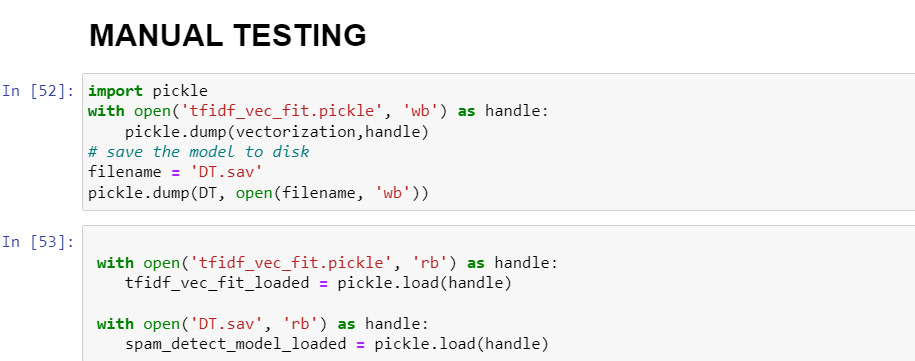 MANUAL TESTING
In [52]:
import pickle
with open('tfidf_vec_fit.pickle', 'wb') as handle:
    pickle.dump(vectorization,handle)
# save the model to disk
filename = 'DT.sav'
pickle.dump(DT, open(filename, 'wb'))
In [53]:
with open('tfidf_vec_fit.pickle', 'rb') as handle:
    tfidf_vec_fit_loaded = pickle.load(handle)
with open('DT.sav', 'rb') as handle:
    spam_detect_model_loaded = pickle.load(handle)